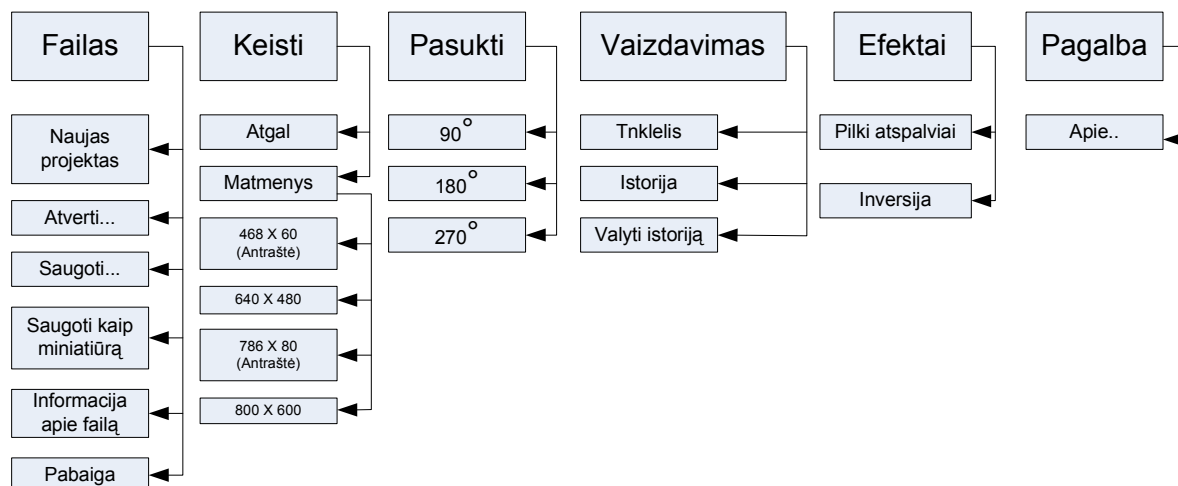 Failas
Naujas
projektas
Atverti...
Saugoti...
Saugoti kaip
miniatiūrą
Informacija
apie failą
Pabaiga
Keisti
Atgal
Matmenys
468 X 60
(Antraštė)
640 X 480
786 X 80
(Antraštė)
800 X 600
Pasukti
90°
180°
270°
Vaizdavimas
Tnklelis
Istorija
Valyti istoriją
Efektai
Pilki atspalviai
Inversija
Pagalba
Apie..